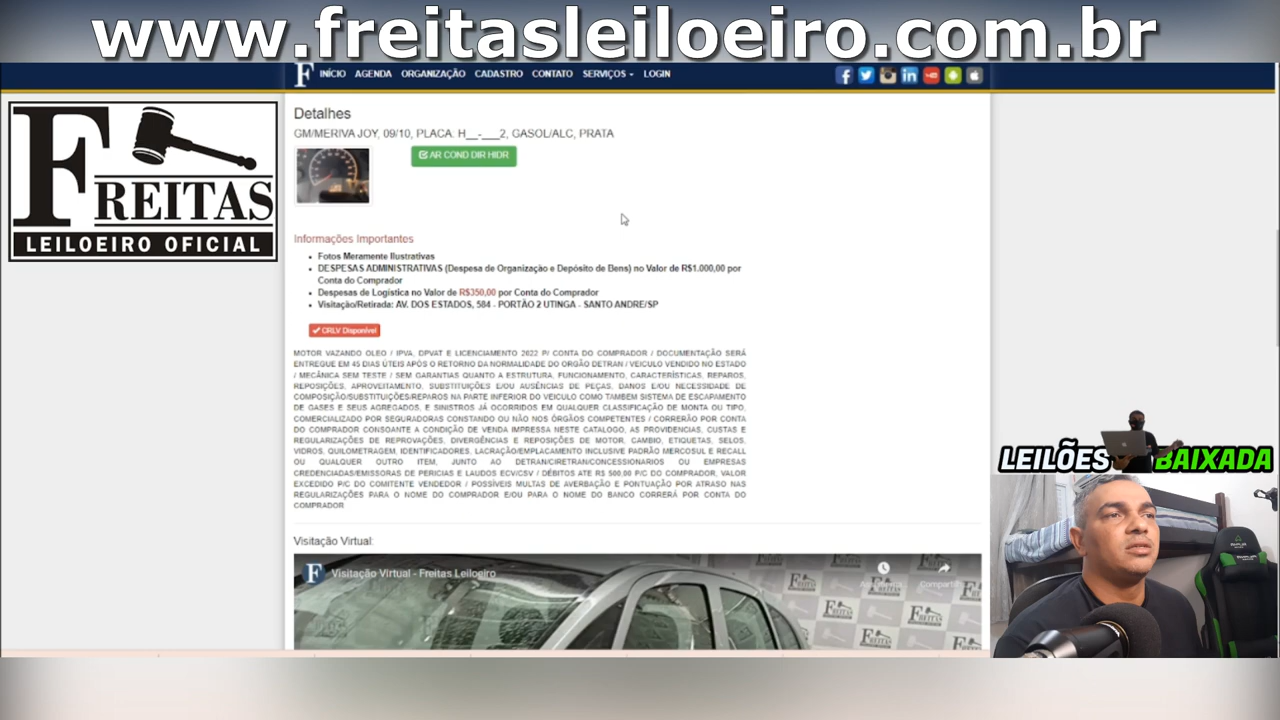 www.freitasleiloeiro.com.br
F INÍCIO AGENDA ORGANIZAÇÃO CADASTRO CONTATO SERVIÇOS LOGIN
FREITAS
LEILOEIRO OFICIAL
Detalhes
GM/MERIVA JOY, 09/10, PLACA: H__-___2, GASOL/ALC, PRATA
AR COND DIR HIDR
Informações Importantes
Fotos Meramente Ilustrativas
DESPESAS ADMINISTRATIVAS (Despesa de Organização e Depósito de Bens) no Valor de R$1.000,00 por
Conta do Comprador
Despesas de Logística no Valor de R$350,00 por Conta do Comprador
Visitação/Retirada: AV. DOS ESTADOS, 584 - PORTÃO 2 UTINGA - SANTO ANDRE/SP
CRLV Disponível
MOTOR VAZANDO OLEO / IPVA, DPVAT E LICENCIAMENTO 2022 P/ CONTA DO COMPRADOR / DOCUMENTAÇÃO SERÁ
ENTREGUE EM 45 DIAS ÚTEIS APÓS O RETORNO DA NORMALIDADE DO ORGÃO DETRAN / VEICULO VENDIDO NO ESTADO
/ MECÂNICA SEM TESTE / SEM GARANTIAS QUANTO A ESTRUTURA, FUNCIONAMENTO, CARACTERÍSTICAS, REPAROS,
REPOSIÇÕES, APROVEITAMENTO, SUBSTITUIÇÕES E/OU AUSÊNCIAS DE PEÇAS, DANOS E/OU NECESSIDADE DE
COMPOSIÇÃO/SUBSTITUIÇÕES/REPAROS NA PARTE INFERIOR DO VEICULO COMO TAMBÉM SISTEMA DE ESCAPAMENTO
DE GASES E SEUS AGREGADOS, E SINISTROS JÁ OCORRIDOS EM QUALQUER CLASSIFICAÇÃO DE MONTA OU TIPO,
COMERCIALIZADO POR SEGURADORAS CONSTANDO OU NÃO NOS ÓRGÃOS COMPETENTES / CORRERÃO POR CONTA
DO COMPRADOR CONSOANTE A CONDIÇÃO DE VENDA IMPRESSA NESTE CATALOGO, AS PROVIDENCIAS, CUSTAS E
REGULARIZAÇÕES DE REPROVAÇÕES, DIVERGÊNCIAS E REPOSIÇÕES DE MOTOR, CAMBIO, ETIQUETAS, SELOS,
VIDROS, QUILOMETRAGEM, IDENTIFICADORES, LACRAÇÃO/EMPLACAMENTO INCLUSIVE PADRÃO MERCOSUL E RECALL
OU QUALQUER OUTRO ITEM, JUNTO AO DETRAN/CIRETRAN/CONCESSIONARIOS OU EMPRESAS
CREDENCIADAS/EMISSORAS DE PERICIAS E LAUDOS ECV/CSV / DÉBITOS ATE R$ 500,00 P/C DO COMPRADOR, VALOR
EXCEDIDO P/C DO COMITENTE VENDEDOR / POSSÍVEIS MULTAS DE AVERBAÇÃO E PONTUAÇÃO POR ATRASO NAS
REGULARIZAÇÕES PARA O NOME DO COMPRADOR E/OU PARA O NOME DO BANCO CORRERÁ POR CONTA DO
COMPRADOR
LEILÕES BAIXADA
Visitação Virtual:
F Visitação Virtual - Freitas Leiloeiro